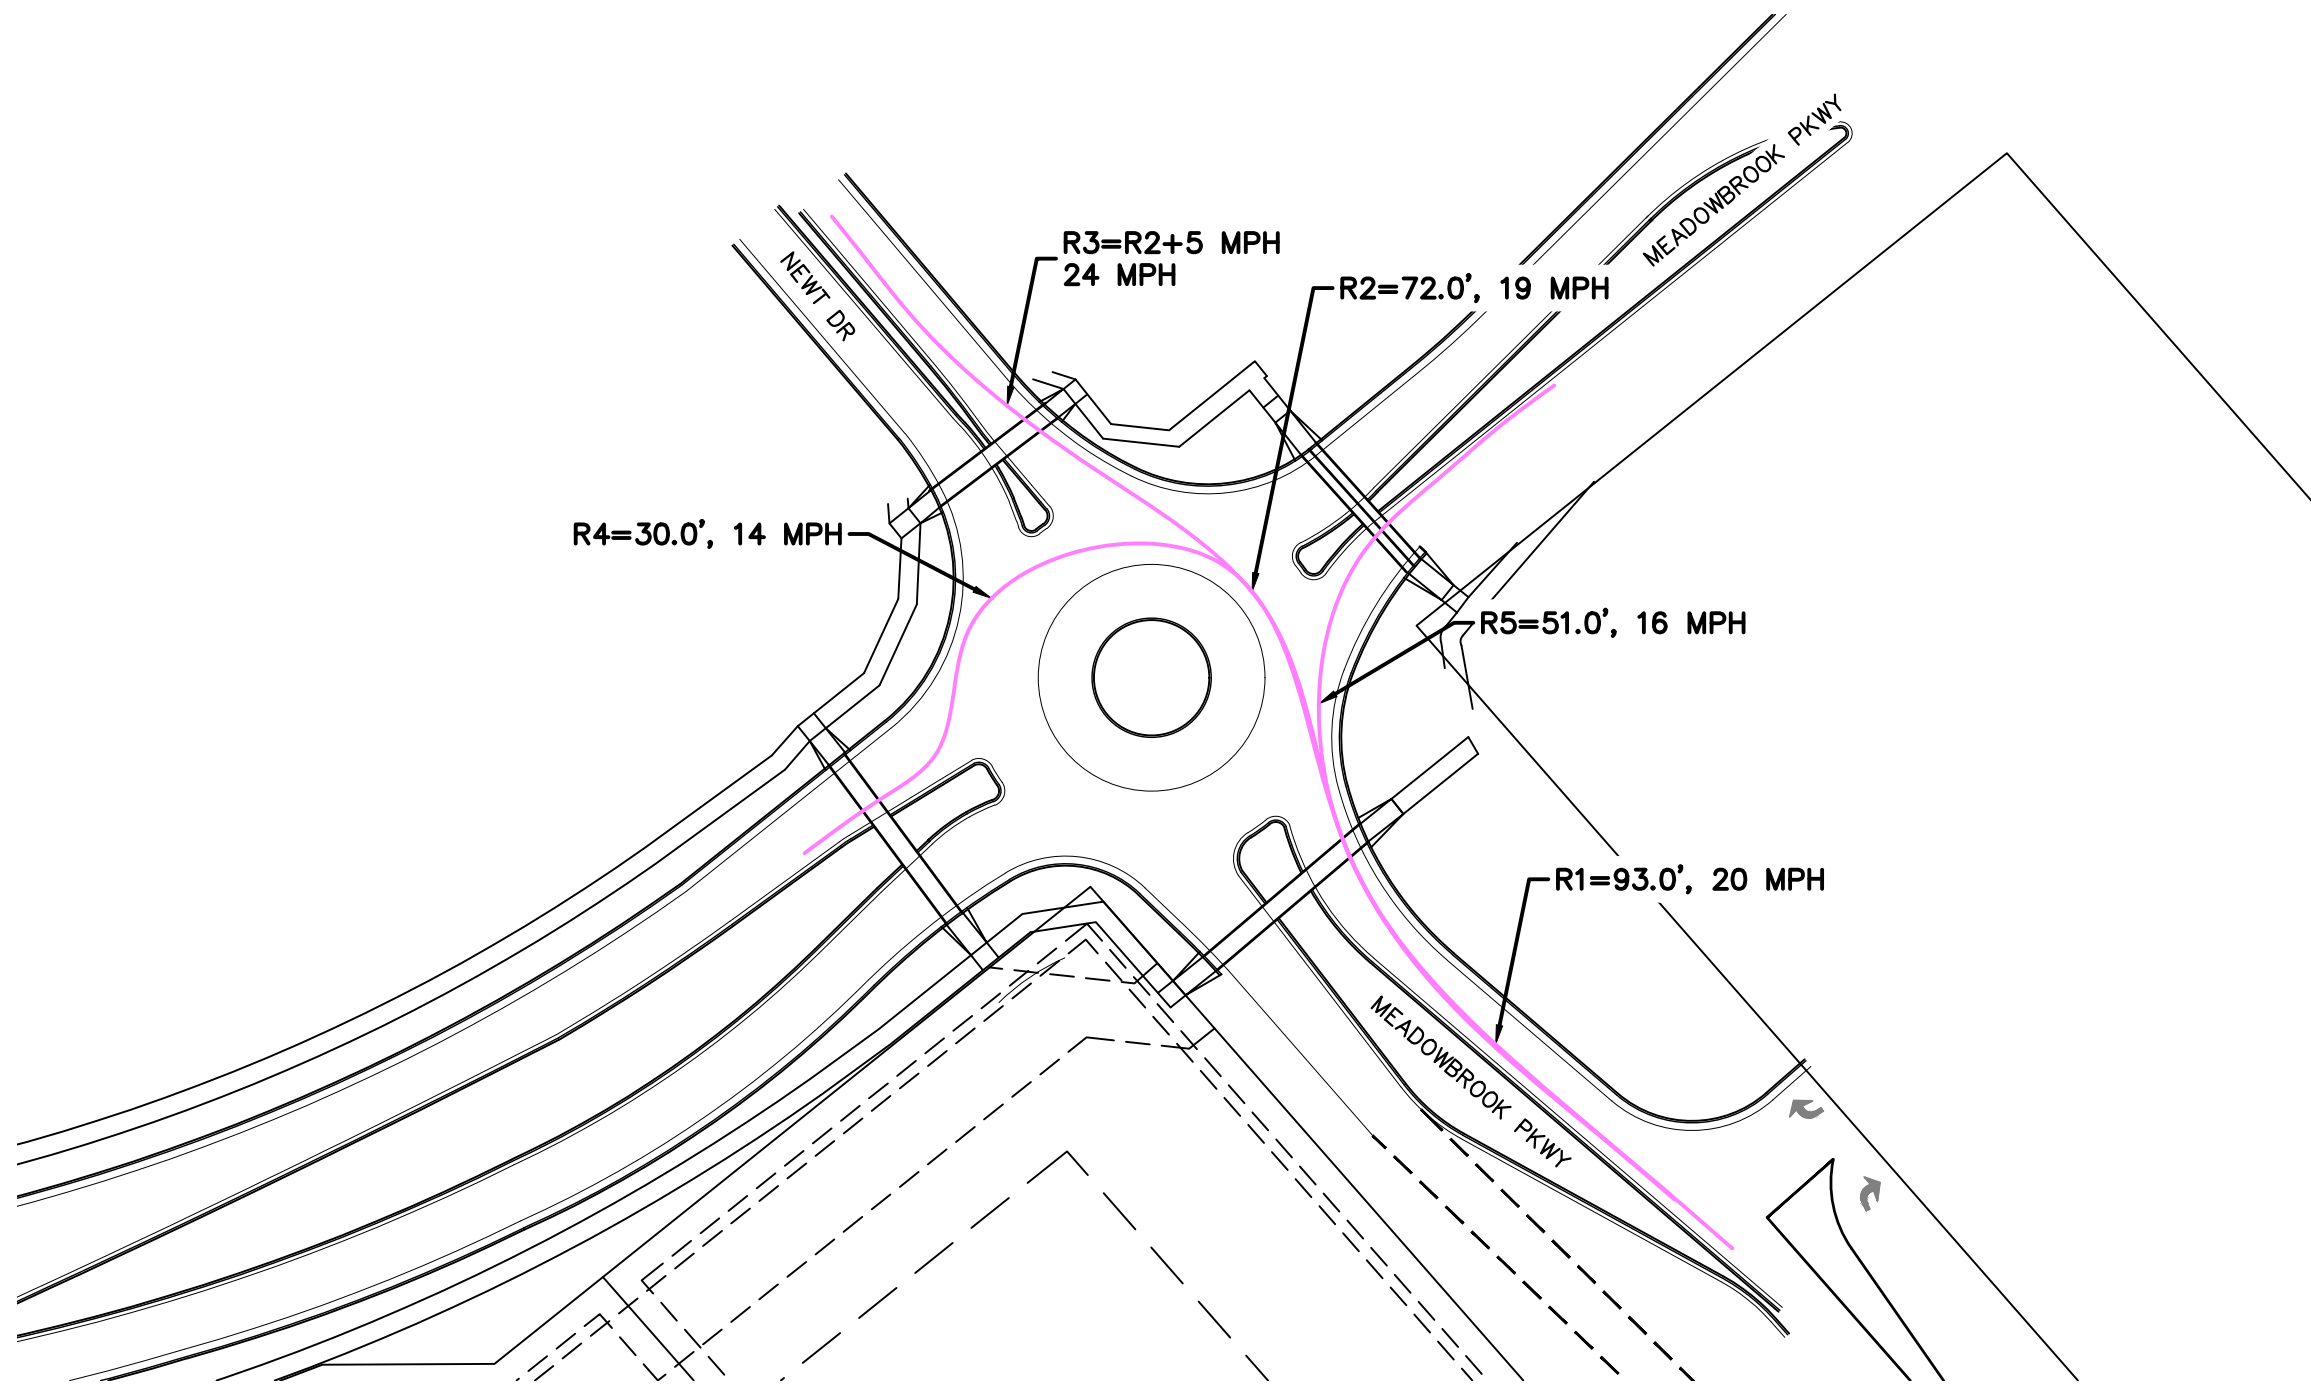 MEADOWBROOK PKWY
R3=R2+5 MPH
24 MPH
NEWT DR
R2=72.0', 19 MPH
R4=30.0', 14 MPH
R5=51.0', 16 MPH
R1=93.0', 20 MPH
MEADOWBROOK PKWY